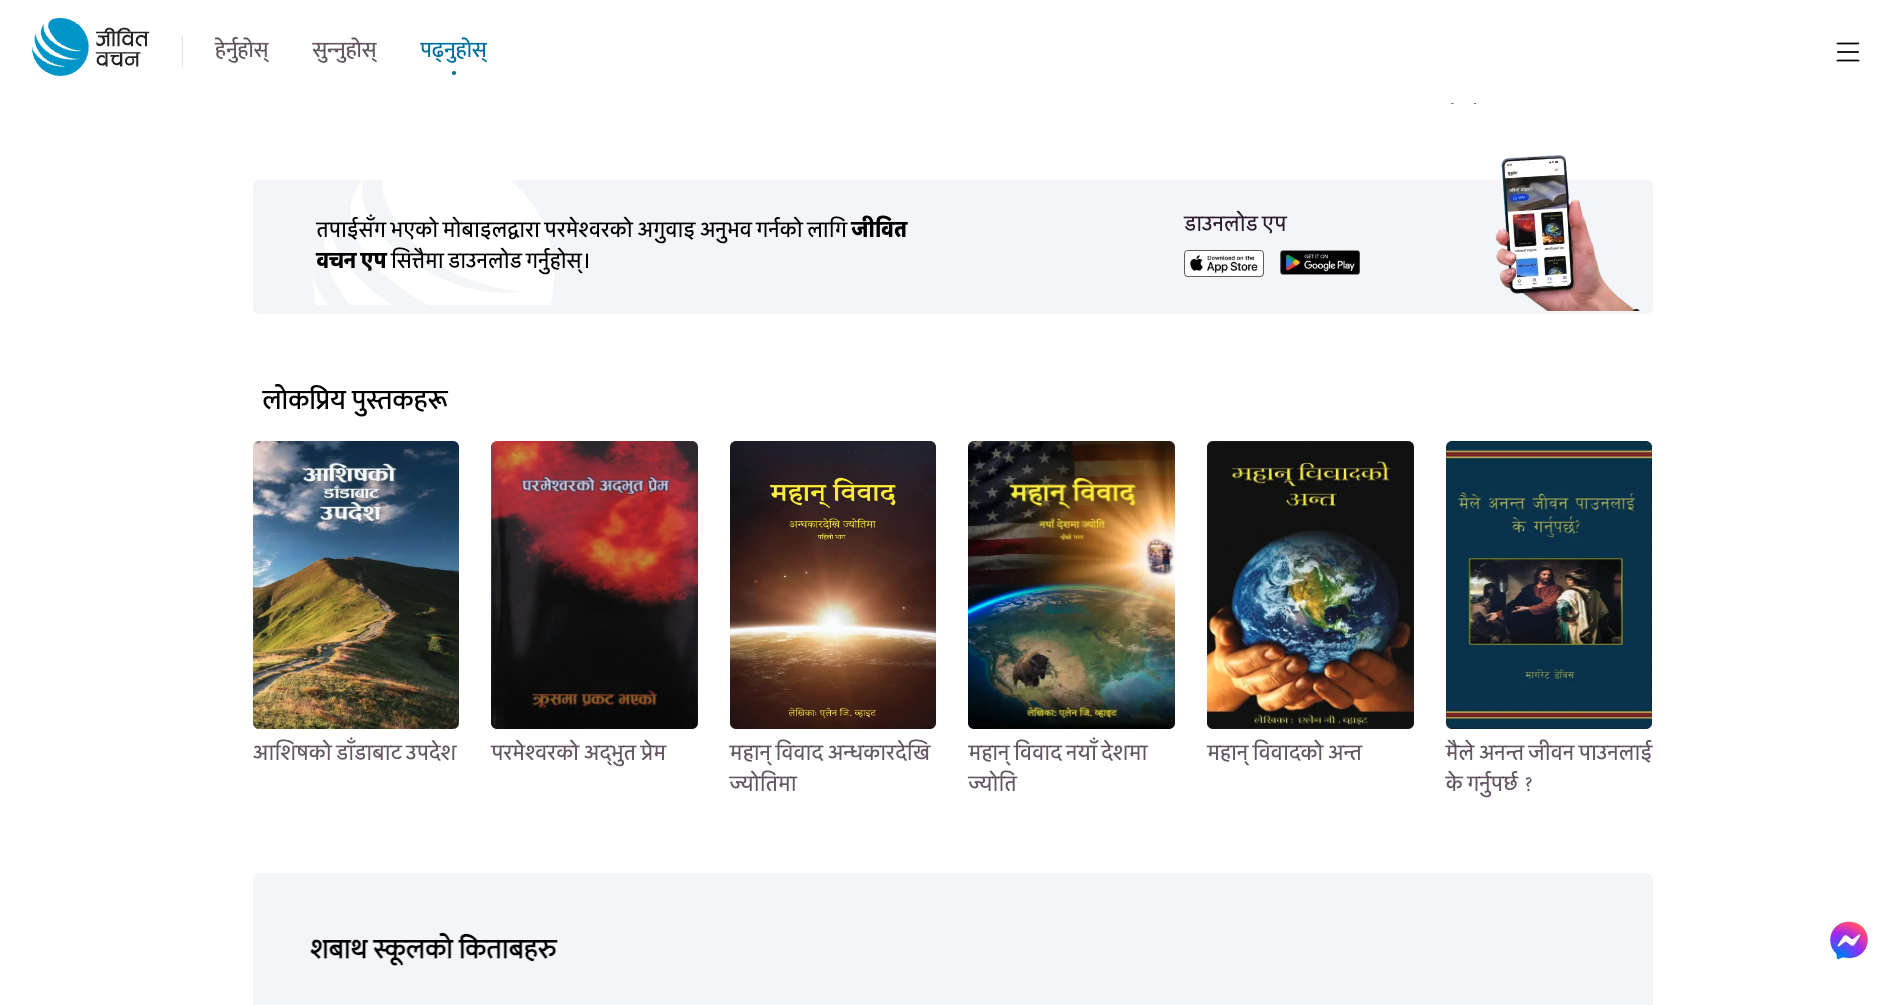 जीवित
वचन
हेर्नुहोस्
सुन्नुहोस्
पढ्नुहोस्
तपाईसँग भएको मोबाइलद्वारा परमेश्वरको अगुवाइ अनुभव गर्नको लागि जीवित
वचन एप सित्तैमा डाउनलोड गर्नुहोस्।
डाउनलोड एप
Download on the
App Store
GET IT ON
Google Play
लोकप्रिय पुस्तकहरू
आशिषको
डाँडाबाट
उपदेश
परमेश्वरको अद्भुत प्रेम
क्रूसमा प्रकट भएको
महान् विवाद
अन्धकारदेखि ज्योतिमा
पहिलो भाग
लेखिकाः एलेन जि. व्हाइट
महान् विवाद
नयाँ देशमा ज्योति
दोस्रो भाग
लेखिकाः एलेन जि. व्हाइट
महान् विवादको
अन्त
लेखिका : एलेन जी . व्हाइट
मैले अनन्त जीवन पाउनलाई
के गर्नुपर्छ?
मार्गरेट डेविस
आशिषको डाँडाबाट उपदेश
परमेश्वरको अद्भुत प्रेम
महान् विवाद अन्धकारदेखि
ज्योतिमा
महान् विवाद नयाँ देशमा
ज्योति
महान् विवादको अन्त
मैले अनन्त जीवन पाउनलाई
के गर्नुपर्छ ?
शबाथ स्कूलको किताबहरु